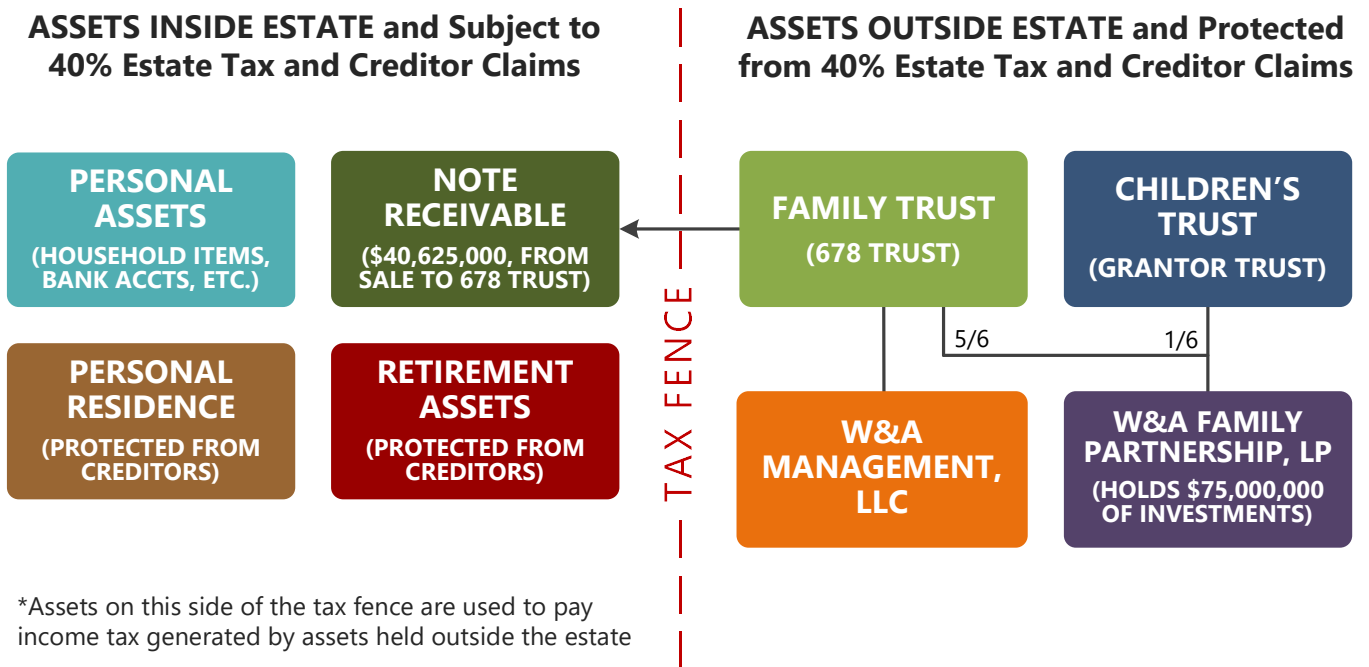 ASSETS INSIDE ESTATE and Subject to
40% Estate Tax and Creditor Claims
ASSETS OUTSIDE ESTATE and Protected
from 40% Estate Tax and Creditor Claims
PERSONAL
ASSETS
(HOUSEHOLD ITEMS,
BANK ACCTS, ETC.)
NOTE
RECEIVABLE
($40,625,000, FROM
SALE TO 678 TRUST)
FAMILY TRUST
(678 TRUST)
CHILDREN’S
TRUST
(GRANTOR TRUST)
TAX FENCE
5/6
1/6
PERSONAL
RESIDENCE
(PROTECTED FROM
CREDITORS)
RETIREMENT
ASSETS
(PROTECTED FROM
CREDITORS)
W&A
MANAGEMENT,
LLC
W&A FAMILY
PARTNERSHIP, LP
(HOLDS $75,000,000
OF INVESTMENTS)
*Assets on this side of the tax fence are used to pay
income tax generated by assets held outside the estate